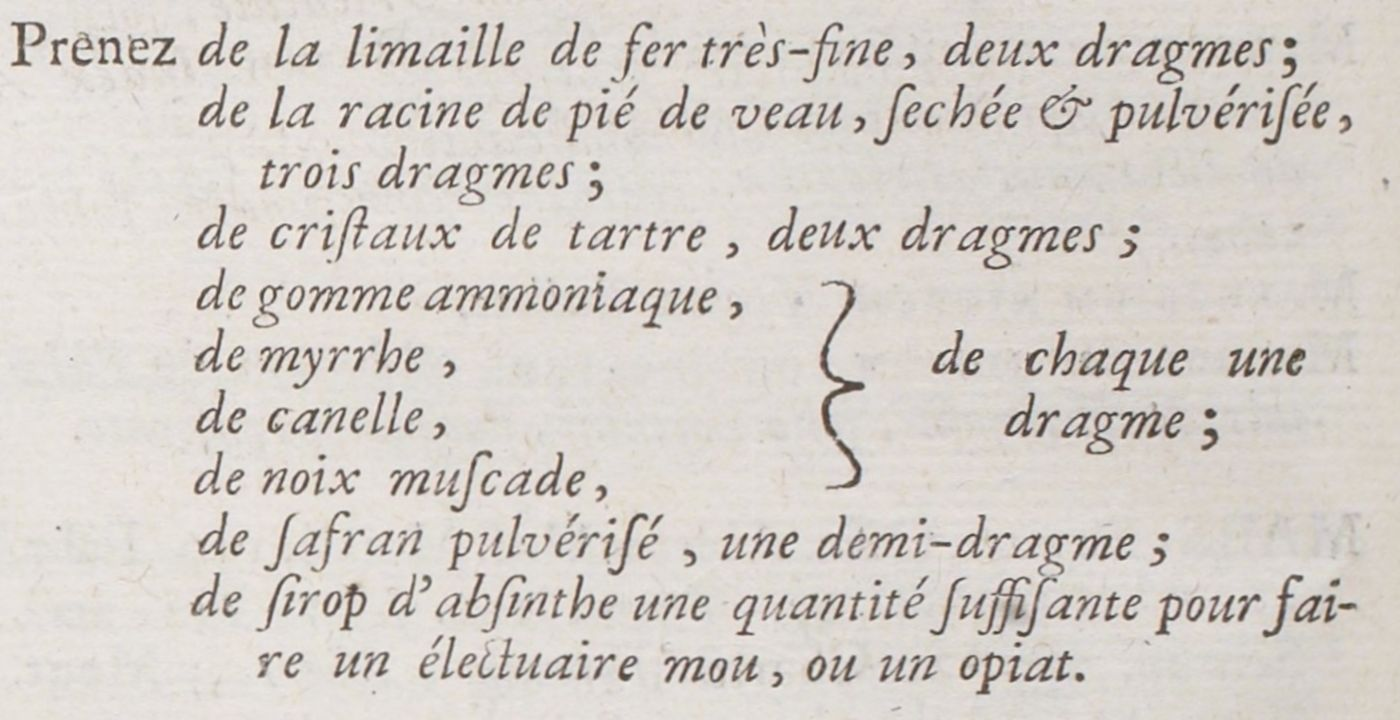 Prenez de la limaille de fer très-fine, deux dragmes;
de la racine de pié de veau, ſechée & pulvériſée,
trois dragmes;
de criſtaux de tartre, deux dragmes;
de gomme ammoniaque,
de myrrhe,
de canelle,
de noix muſcade,
de chaque une
dragme;
de ſafran pulvériſé, une demi-dragme;
de ſirop d'abſinthe une quantité ſuffiſante pour fai-
re un électuaire mou, ou un opiat.